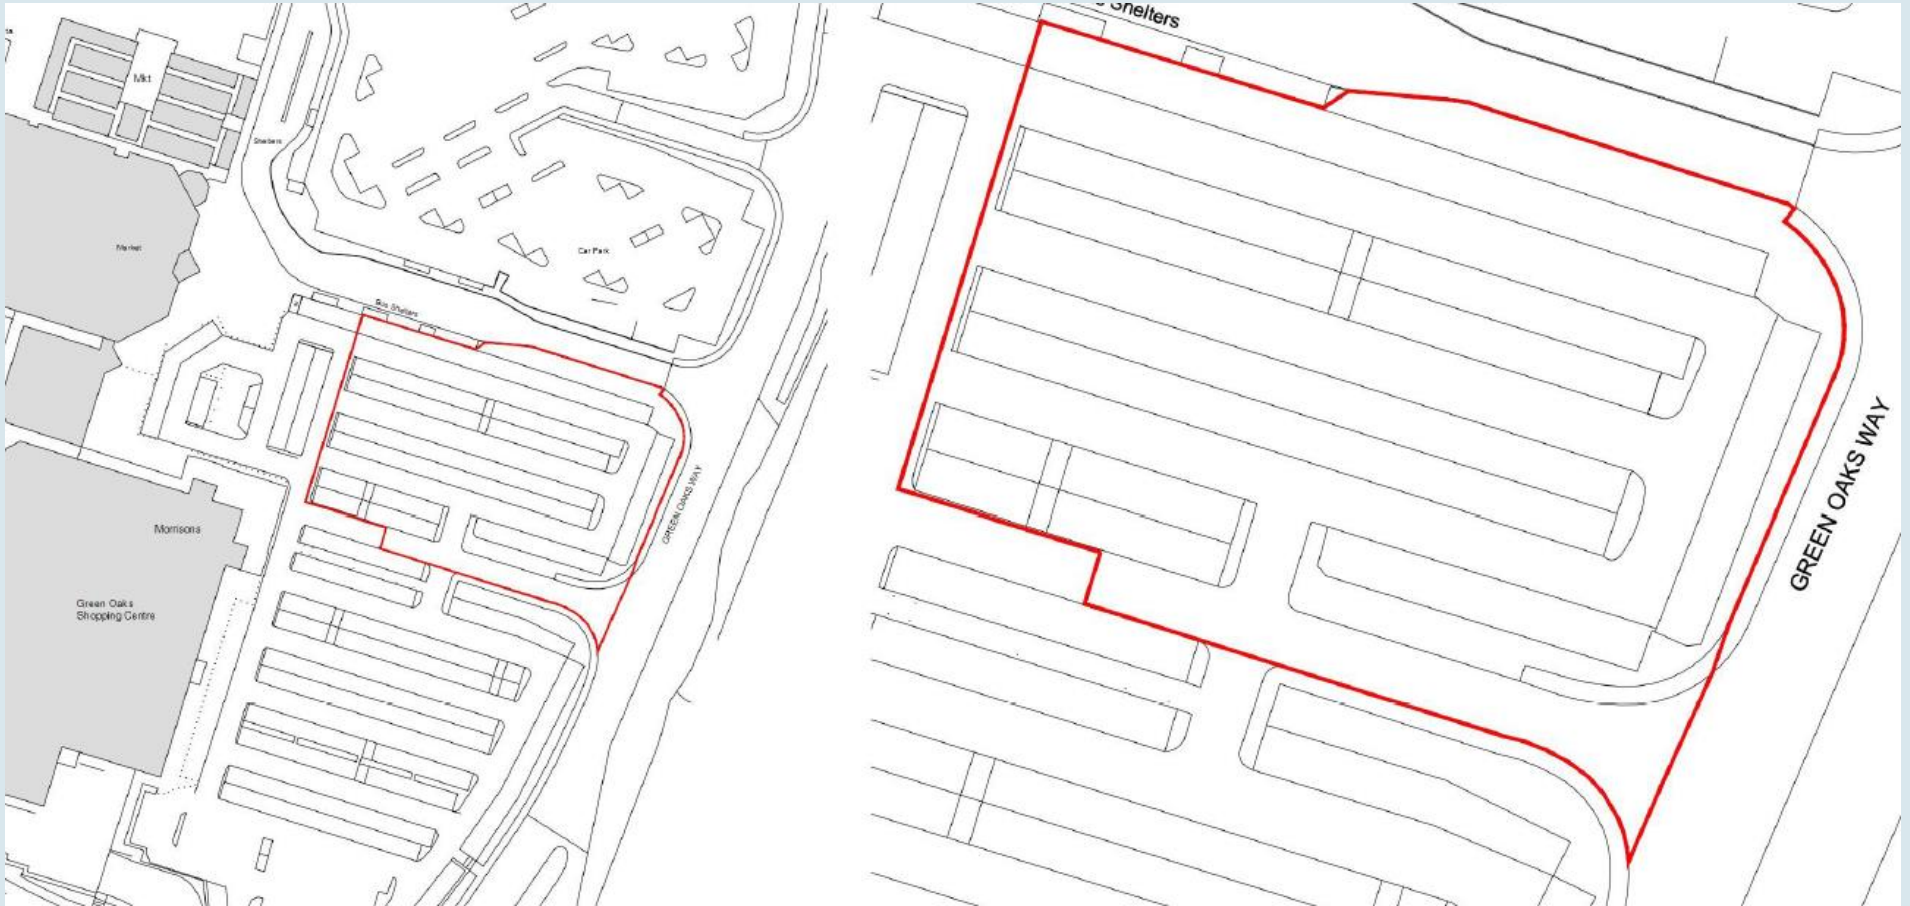 Mkt
Shelters
Market
Car Park
Bus Shelters
Morrisons
Green Oaks
Shopping Centre
GREEN OAKS WAY
Shelters
GREEN OAKS WAY